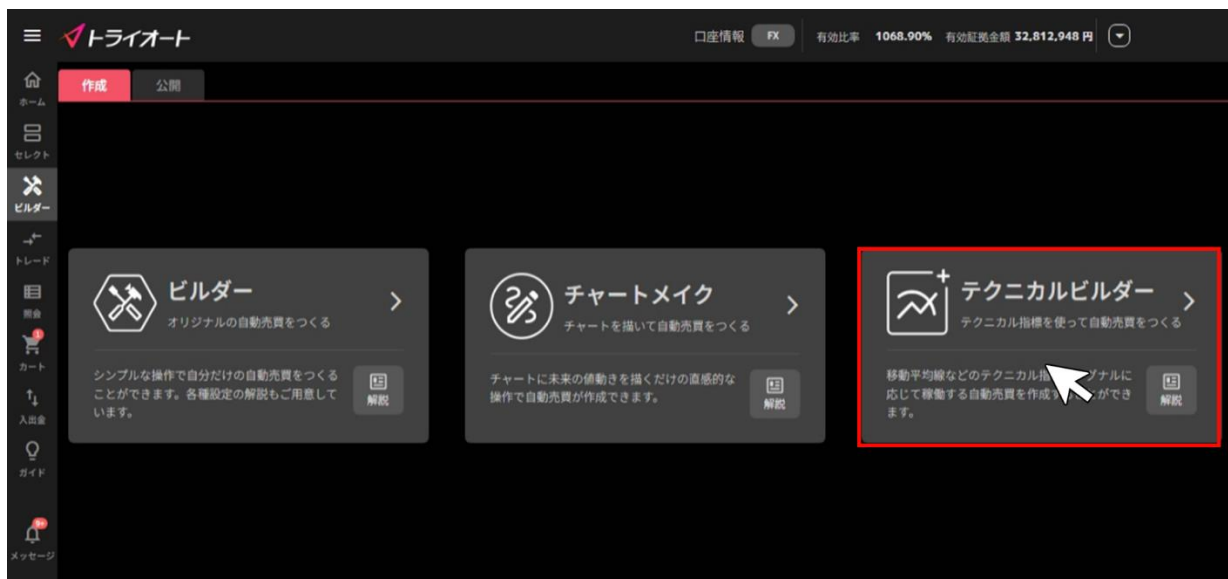 トライオート
口座情報 FX 有効比率 1068.90% 有効証拠金額 32,812,948 円
作成 公開
ホーム
セレクト
ビルダー
トレード
照会
1
カート
入出金
ガイド
9+
メッセージ
ビルダー
オリジナルの自動売買をつくる
シンプルな操作で自分だけの自動売買をつくる
ことができます。各種設定の解説もご用意して
います。
解説
チャートメイク
チャートを描いて自動売買をつくる
チャートに未来の値動きを描くだけの直感的な
操作で自動売買が作成できます。
解説
テクニカルビルダー
テクニカル指標を使って自動売買をつくる
移動平均線などのテクニカル指 グナルに
応じて稼働する自動売買を作成す とができ
ます。
解説